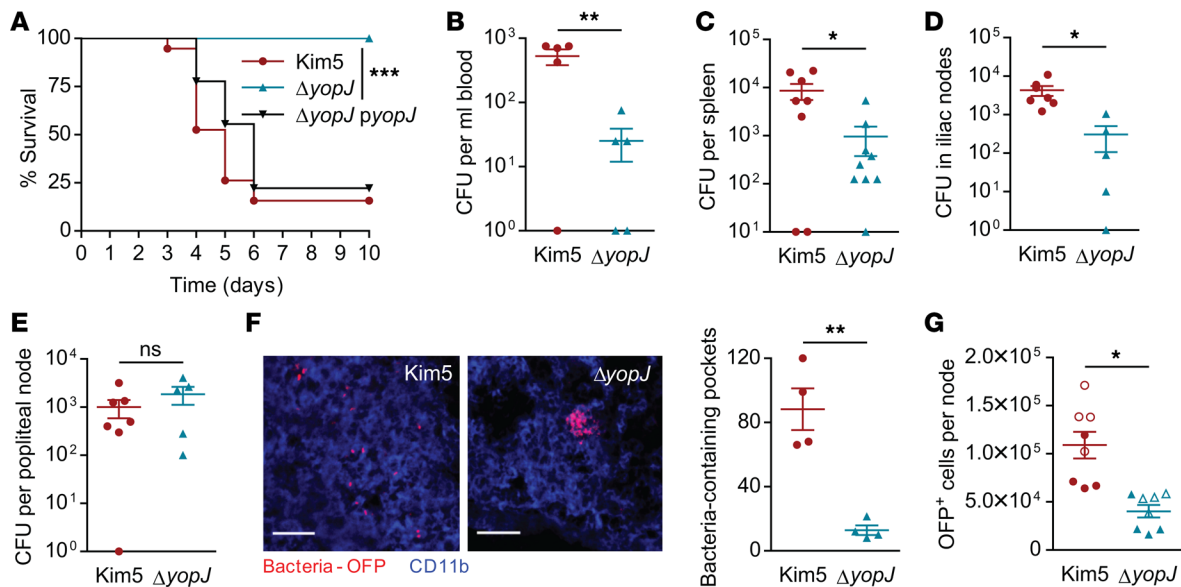 A
% Survival
100
75
50
25
0
0 1 2 3 4 5 6 7 8 9 10
Time (days)
Kim5
ΔyopJ
ΔyopJ pyopJ
***
B
CFU per ml blood
10³
10²
10¹
10⁰
**
Kim5 ΔyopJ
C
CFU per spleen
10⁵
10⁴
10³
10²
10¹
*
Kim5 ΔyopJ
D
CFU in iliac nodes
10⁵
10⁴
10³
10²
10¹
10⁰
*
Kim5 ΔyopJ
E
CFU per popliteal node
10⁴
10³
10²
10¹
10⁰
ns
Kim5 ΔyopJ
F
Kim5
ΔyopJ
Bacteria-OFP CD11b
Bacteria-containing pockets
120
80
40
0
**
Kim5 ΔyopJ
G
OFP⁺ cells per node
2.0×10⁵
1.5×10⁵
1.0×10⁵
5.0×10⁴
0
*
Kim5 ΔyopJ